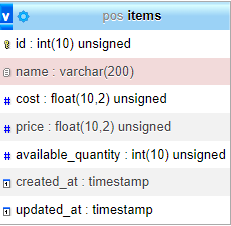 v pos items
id : int(10) unsigned
name : varchar(200)
# cost : float(10,2) unsigned
# price : float(10,2) unsigned
# available_quantity : int(10) unsigned
created_at : timestamp
updated_at : timestamp